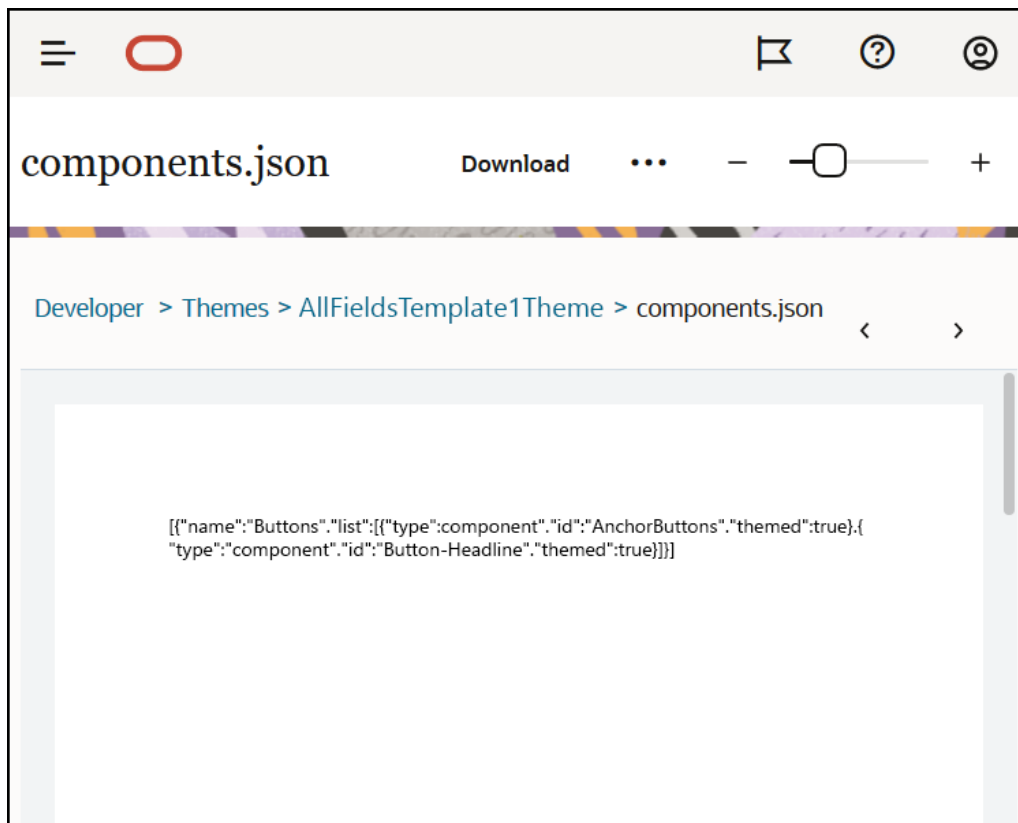 components.json
Download
Developer > Themes > AllFieldsTemplate1Theme > components.json
[{"name":"Buttons"."list":[{"type":component"."id":"AnchorButtons"."themed":true}.{
"type":"component"."id":"Button-Headline"."themed":true}]}]